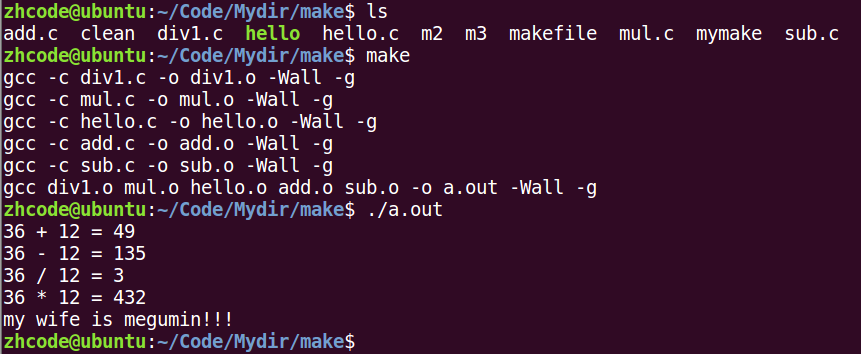 zhcode@ubuntu:~/Code/Mydir/make$ ls
add.c  clean  div1.c  hello  hello.c  m2  m3  makefile  mul.c  mymake  sub.c
zhcode@ubuntu:~/Code/Mydir/make$ make
gcc -c div1.c -o div1.o -Wall -g
gcc -c mul.c -o mul.o -Wall -g
gcc -c hello.c -o hello.o -Wall -g
gcc -c add.c -o add.o -Wall -g
gcc -c sub.c -o sub.o -Wall -g
gcc div1.o mul.o hello.o add.o sub.o -o a.out -Wall -g
zhcode@ubuntu:~/Code/Mydir/make$ ./a.out
36 + 12 = 49
36 - 12 = 135
36 / 12 = 3
36 * 12 = 432
my wife is megumin!!!
zhcode@ubuntu:~/Code/Mydir/make$